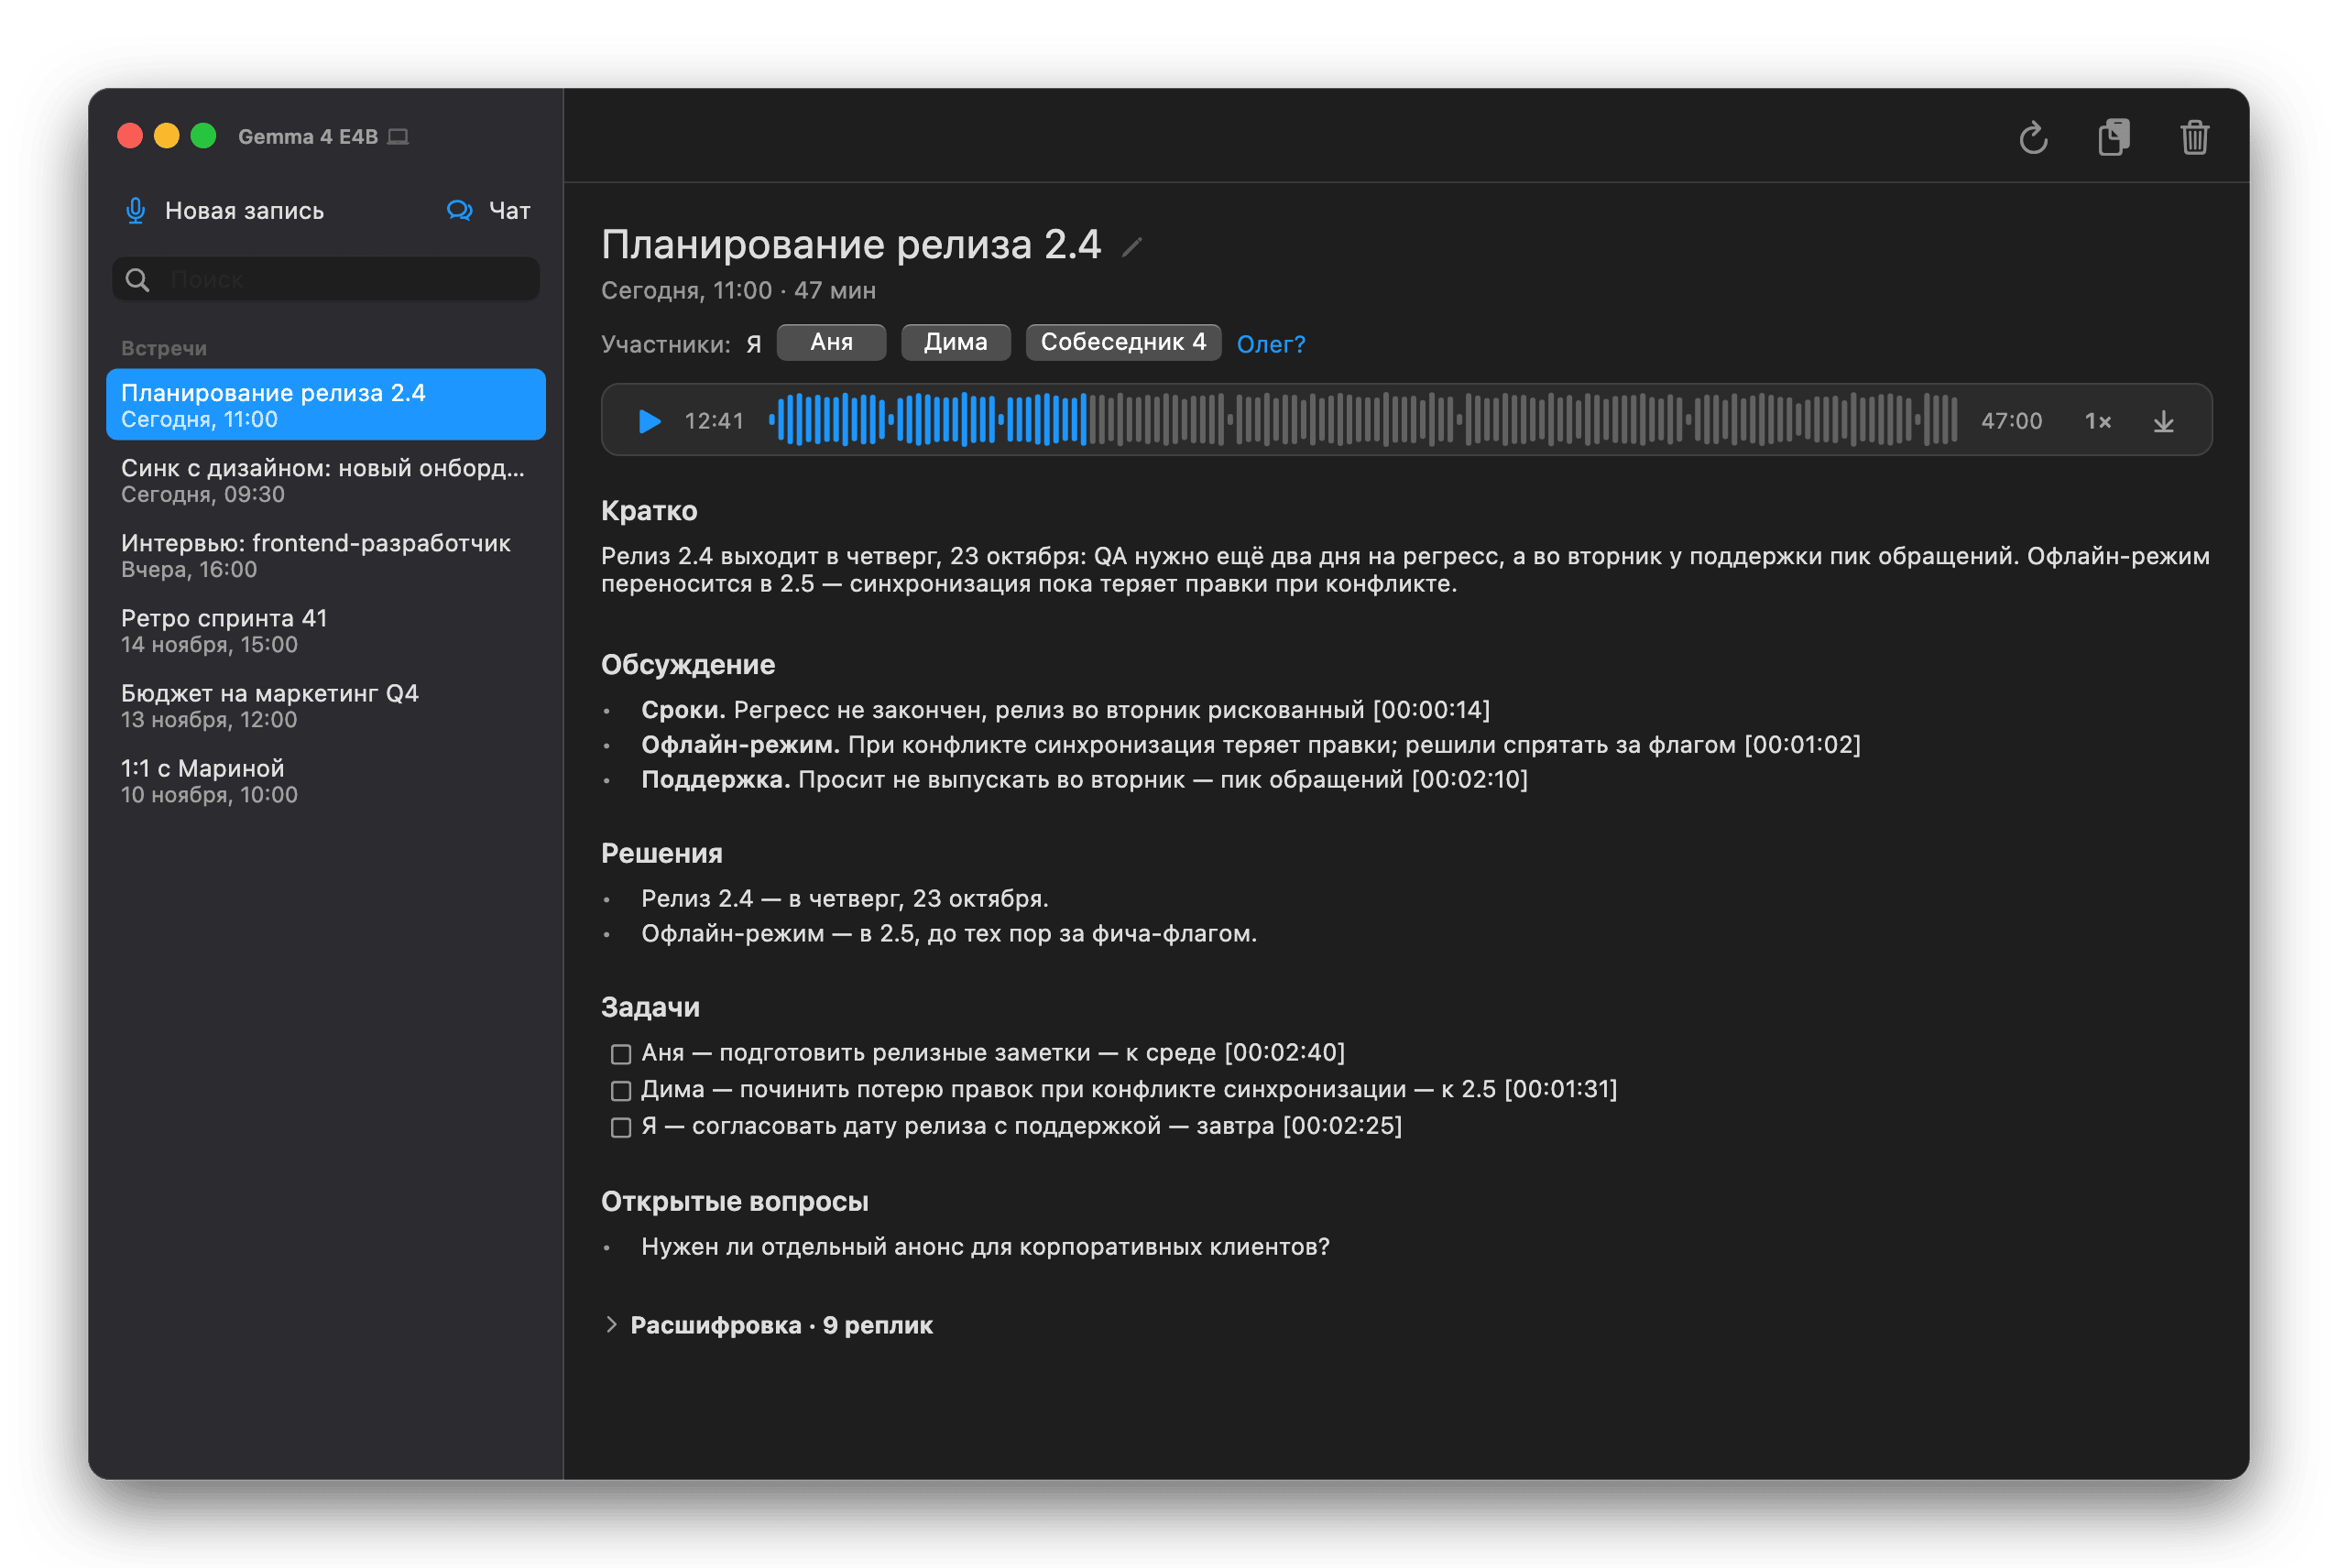 Gemma 4 E4B
Новая запись
Чат
Поиск
Встречи
Планирование релиза 2.4
Сегодня, 11:00
Синк с дизайном: новый онборд...
Сегодня, 09:30
Интервью: frontend-разработчик
Вчера, 16:00
Ретро спринта 41
14 ноября, 15:00
Бюджет на маркетинг Q4
13 ноября, 12:00
1:1 с Мариной
10 ноября, 10:00
Планирование релиза 2.4
Сегодня, 11:00 · 47 мин
Участники: Я Аня Дима Собеседник 4 Олег?
12:41 47:00 1×
Кратко
Релиз 2.4 выходит в четверг, 23 октября: QA нужно ещё два дня на регресс, а во вторник у поддержки пик обращений. Офлайн-режим
переносится в 2.5 — синхронизация пока теряет правки при конфликте.
Обсуждение
• Сроки. Регресс не закончен, релиз во вторник рискованный [00:00:14]
• Офлайн-режим. При конфликте синхронизация теряет правки; решили спрятать за флагом [00:01:02]
• Поддержка. Просит не выпускать во вторник — пик обращений [00:02:10]
Решения
• Релиз 2.4 — в четверг, 23 октября.
• Офлайн-режим — в 2.5, до тех пор за фича-флагом.
Задачи
Аня — подготовить релизные заметки — к среде [00:02:40]
Дима — починить потерю правок при конфликте синхронизации — к 2.5 [00:01:31]
Я — согласовать дату релиза с поддержкой — завтра [00:02:25]
Открытые вопросы
• Нужен ли отдельный анонс для корпоративных клиентов?
Расшифровка · 9 реплик